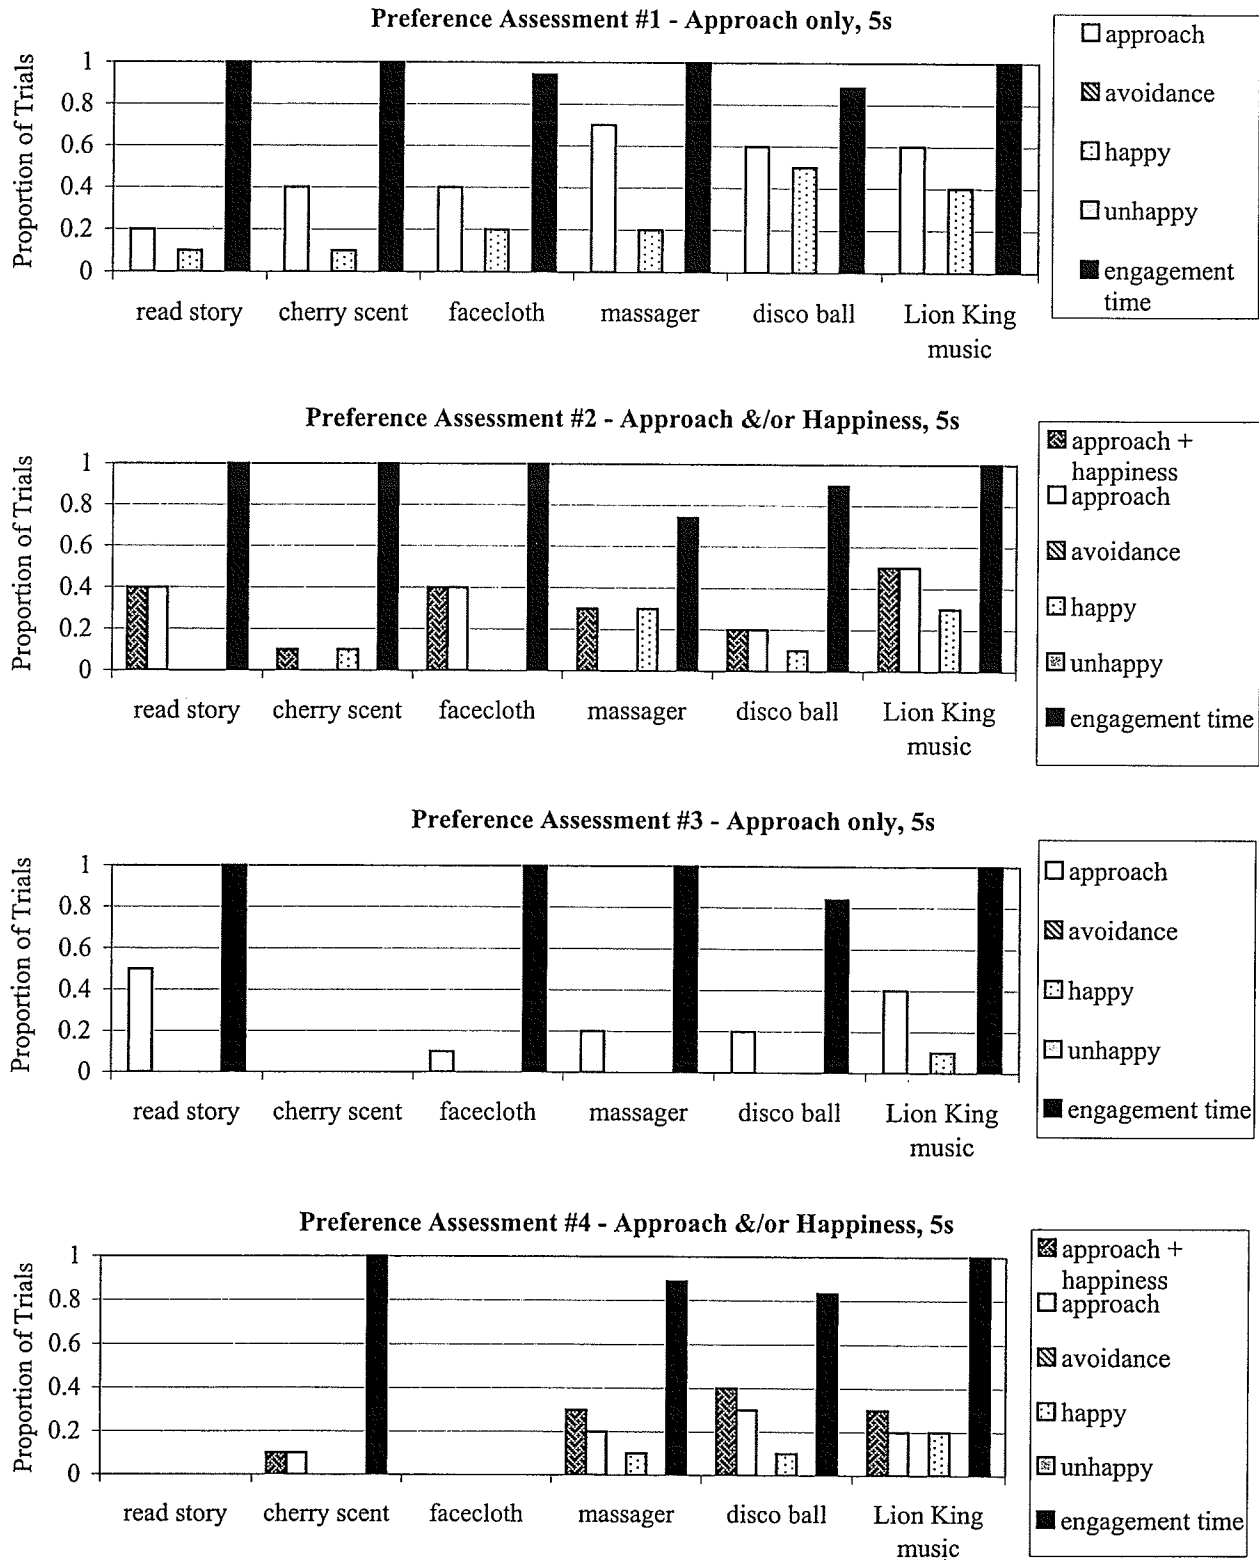 Preference Assessment #1 - Approach only, 5s
Proportion of Trials
1
0.8
0.6
0.4
0.2
0
read story cherry scent facecloth massager disco ball Lion King
music
approach
avoidance
happy
unhappy
engagement
time
Preference Assessment #2 - Approach &/or Happiness, 5s
Proportion of Trials
1
0.8
0.6
0.4
0.2
0
read story cherry scent facecloth massager disco ball Lion King
music
approach +
happiness
approach
avoidance
happy
unhappy
engagement time
Preference Assessment #3 - Approach only, 5s
Proportion of Trials
1
0.8
0.6
0.4
0.2
0
read story cherry scent facecloth massager disco ball Lion King
music
approach
avoidance
happy
unhappy
engagement time
Preference Assessment #4 - Approach &/or Happiness, 5s
Proportion of Trials
1
0.8
0.6
0.4
0.2
0
read story cherry scent facecloth massager disco ball Lion King
music
approach +
happiness
approach
avoidance
happy
unhappy
engagement time